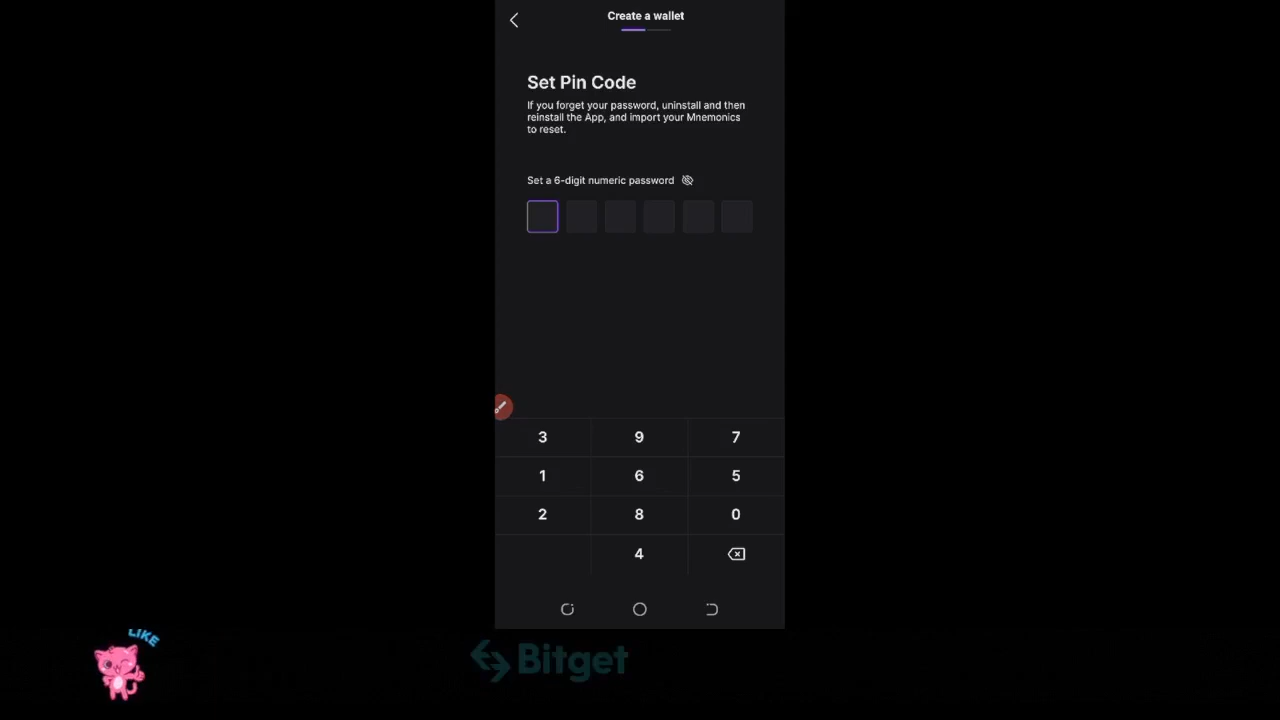 Create a wallet
Set Pin Code
If you forget your password, uninstall and then
reinstall the App, and import your Mnemonics
to reset.
Set a 6-digit numeric password
3 9 7
1 6 5
2 8 0
4
LIKE
Bitget